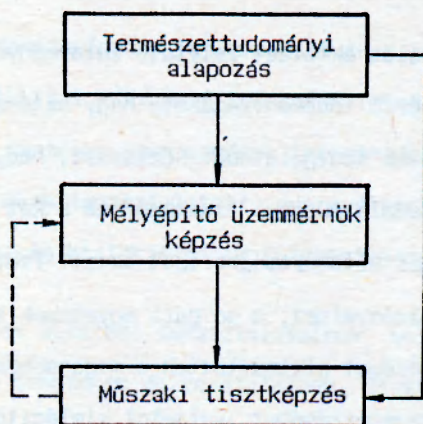 Természettudományi
alapozás
Mélyépítő üzemmérnök
képzés
Műszaki tisztképzés